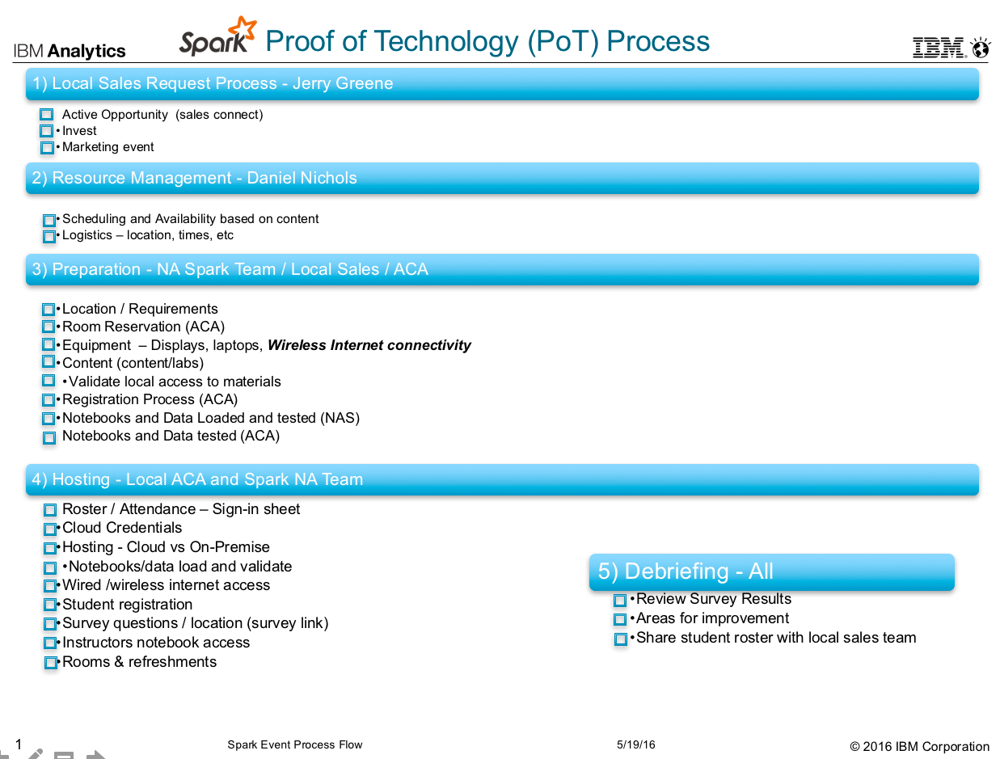 IBM Analytics
Spark Proof of Technology (PoT) Process
IBM
1) Local Sales Request Process - Jerry Greene
Active Opportunity (sales connect)
•Invest
•Marketing event
2) Resource Management - Daniel Nichols
•Scheduling and Availability based on content
•Logistics – location, times, etc
3) Preparation - NA Spark Team / Local Sales / ACA
•Location / Requirements
•Room Reservation (ACA)
•Equipment – Displays, laptops, Wireless Internet connectivity
•Content (content/labs)
•Validate local access to materials
•Registration Process (ACA)
•Notebooks and Data Loaded and tested (NAS)
Notebooks and Data tested (ACA)
4) Hosting - Local ACA and Spark NA Team
Roster / Attendance – Sign-in sheet
•Cloud Credentials
•Hosting - Cloud vs On-Premise
•Notebooks/data load and validate
•Wired /wireless internet access
•Student registration
•Survey questions / location (survey link)
•Instructors notebook access
•Rooms & refreshments
5) Debriefing - All
•Review Survey Results
•Areas for improvement
•Share student roster with local sales team
1
Spark Event Process Flow
5/19/16
© 2016 IBM Corporation